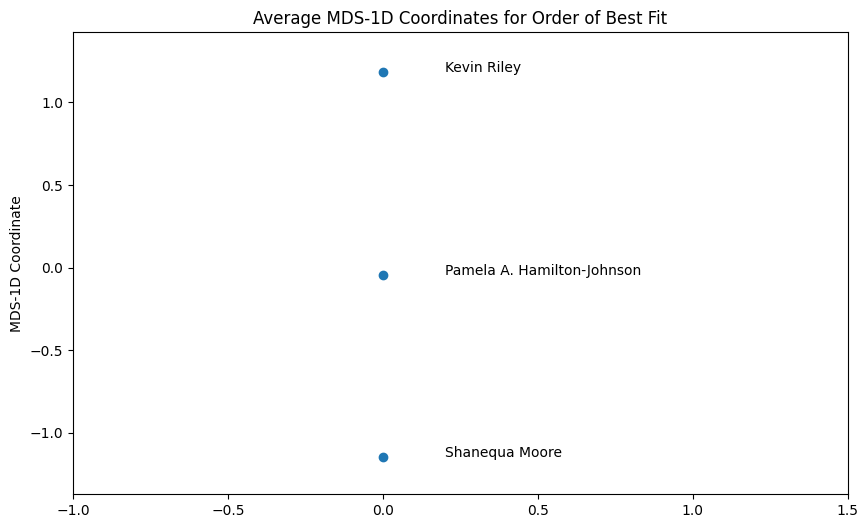 Average MDS-1D Coordinates for Order of Best Fit
Kevin Riley
1.0
0.5
MDS-1D Coordinate
0.0
Pamela A. Hamilton-Johnson
−0.5
−1.0
Shanequa Moore
−1.0 −0.5 0.0 0.5 1.0 1.5